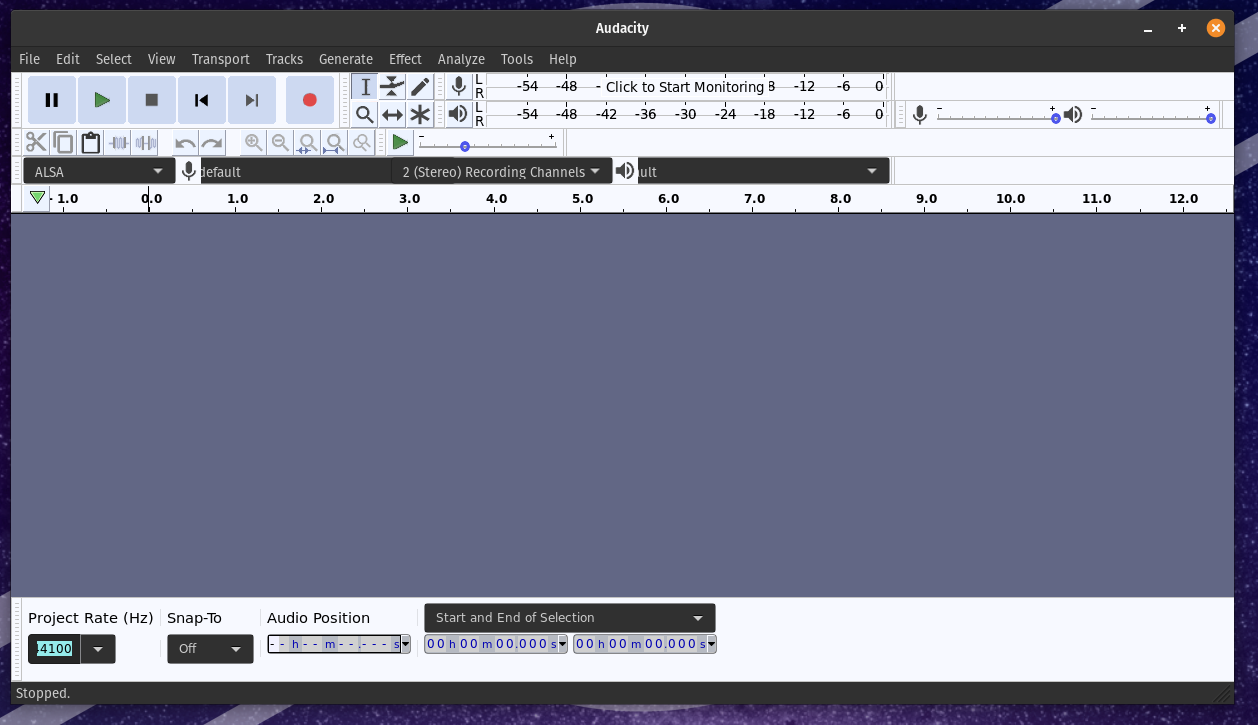 Audacity
File Edit Select View Transport Tracks Generate Effect Analyze Tools Help
L R -54 -48 - Click to Start Monitoring 8 -12 -6 0
L R -54 -48 -42 -36 -30 -24 -18 -12 -6 0
- + - +
- +
ALSA default 2 (Stereo) Recording Channels ult
- 1.0 0.0 1.0 2.0 3.0 4.0 5.0 6.0 7.0 8.0 9.0 10.0 11.0 12.0
Project Rate (Hz) Snap-To Audio Position Start and End of Selection
44100 Off - - h - - m - - . - - - s 00 h 00 m 00.000 s 00 h 00 m 00.000 s
Stopped.